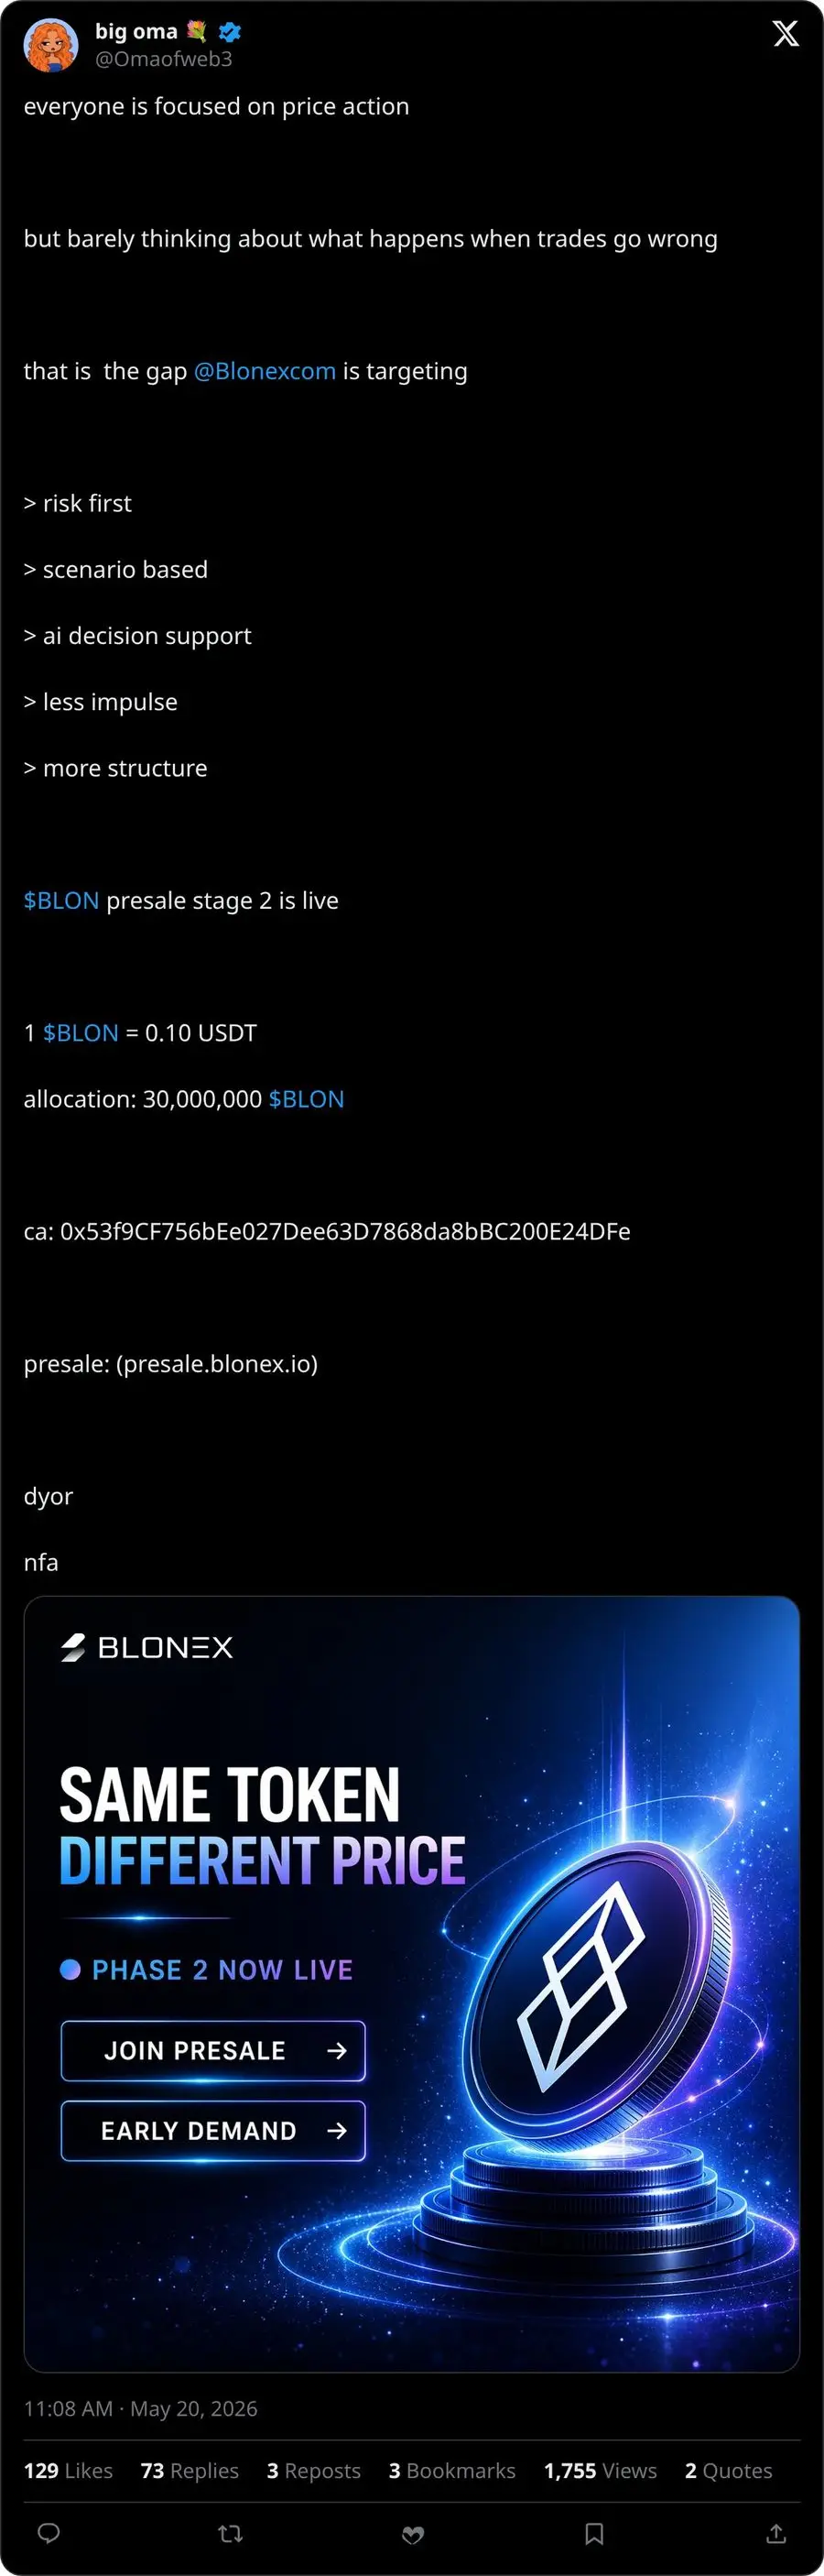 big oma 💐
@Omaofweb3
everyone is focused on price action
but barely thinking about what happens when trades go wrong
that is  the gap @Blonexcom is targeting
> risk first
> scenario based
> ai decision support
> less impulse
> more structure
$BLON presale stage 2 is live
1 $BLON = 0.10 USDT
allocation: 30,000,000 $BLON
ca: 0x53f9CF756bEe027Dee63D7868da8bBC200E24DFe
presale: (presale.blonex.io)
dyor
nfa
BLONEX
SAME TOKEN
DIFFERENT PRICE
PHASE 2 NOW LIVE
JOIN PRESALE →
EARLY DEMAND →
11:08 AM · May 20, 2026
129 Likes 73 Replies 3 Reposts 3 Bookmarks 1,755 Views 2 Quotes